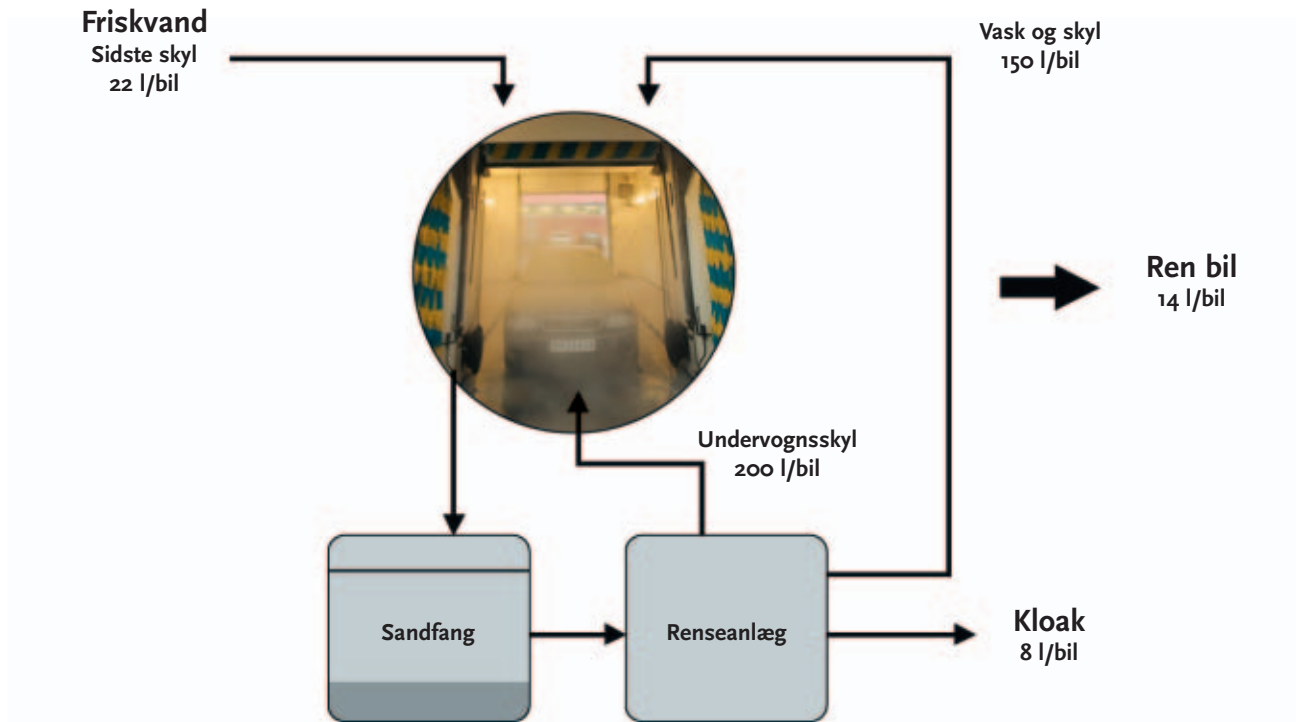 Friskvand
Sidste skyl
22 l/bil
Vask og skyl
150 l/bil
Ren bil
14 l/bil
Undervognsskyl
200 l/bil
Sandfang
Renseanlæg
Kloak
8 l/bil